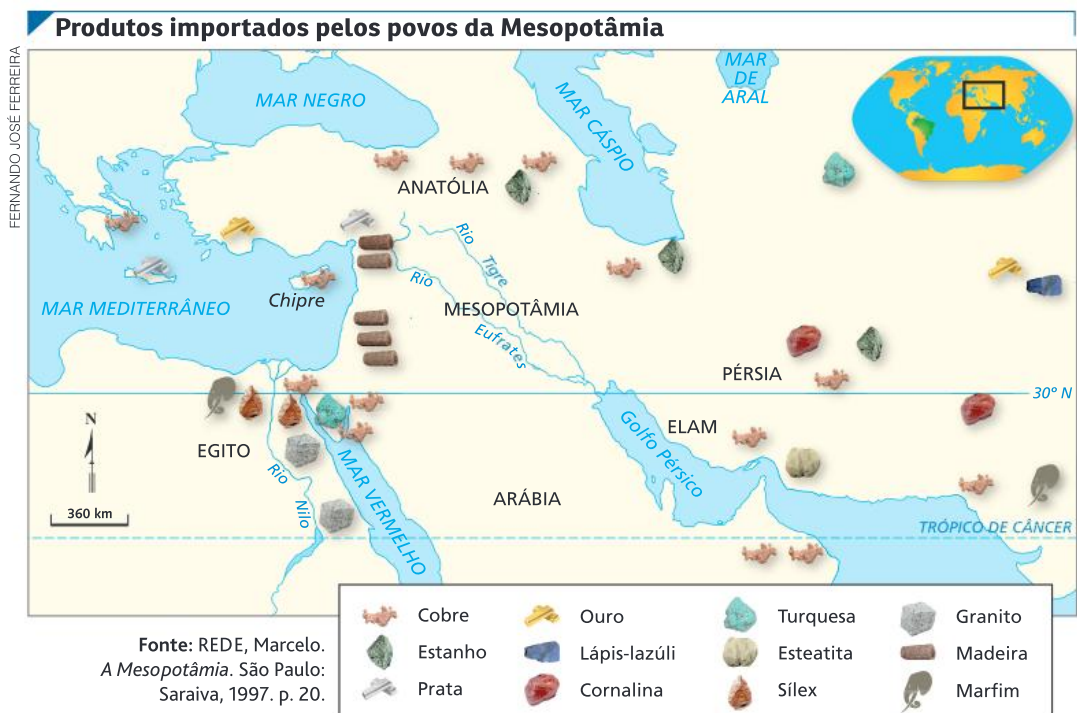 Produtos importados pelos povos da Mesopotâmia
FERNANDO JOSÉ FERREIRA
MAR NEGRO
MAR CÁSPIO
MAR
DE
ARAL
ANATÓLIA
Rio Tigre
Chipre
Rio Eufrates
MESOPOTÂMIA
MAR MEDITERRÂNEO
PÉRSIA
30º N
N
EGITO
ELAM
Golfo Pérsico
Rio Nilo
MAR VERMELHO
ARÁBIA
360 km
TRÓPICO DE CÂNCER
Cobre
Ouro
Turquesa
Granito
Estanho
Lápis-lazúli
Esteatita
Madeira
Prata
Cornalina
Sílex
Marfim
Fonte: REDE, Marcelo.
A Mesopotâmia. São Paulo:
Saraiva, 1997. p. 20.